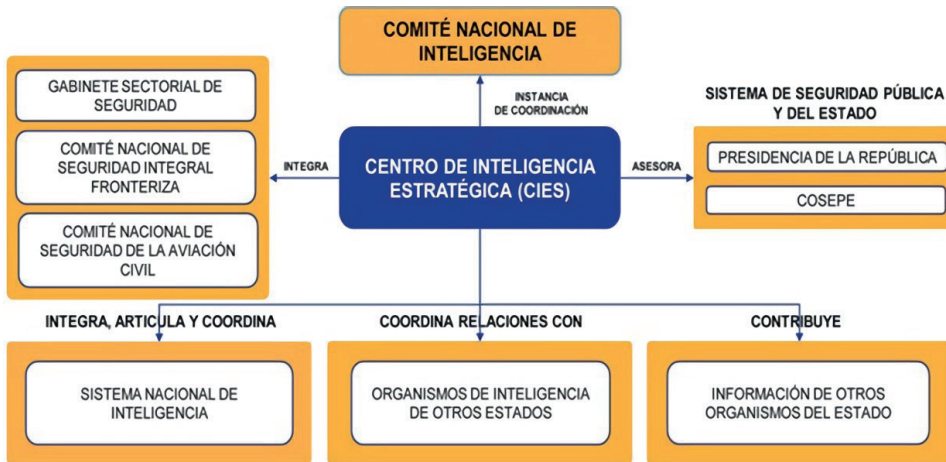 COMITÉ NACIONAL DE
INTELIGENCIA
GABINETE SECTORIAL DE
SEGURIDAD
COMITÉ NACIONAL
DE SEGURIDAD INTEGRAL
FRONTERIZA
COMITÉ NACIONAL DE
SEGURIDAD DE LA AVIACIÓN
CIVIL
INTEGRA
INSTANCIA
DE COORDINACIÓN
CENTRO DE INTELIGENCIA
ESTRATÉGICA (CIES)
ASESORA
SISTEMA DE SEGURIDAD PÚBLICA
Y DEL ESTADO
PRESIDENCIA DE LA REPÚBLICA
COSEPE
INTEGRA, ARTICULA Y COORDINA
SISTEMA NACIONAL DE
INTELIGENCIA
COORDINA RELACIONES CON
ORGANISMOS DE INTELIGENCIA
DE OTROS ESTADOS
CONTRIBUYE
INFORMACIÓN DE OTROS
ORGANISMOS DEL ESTADO